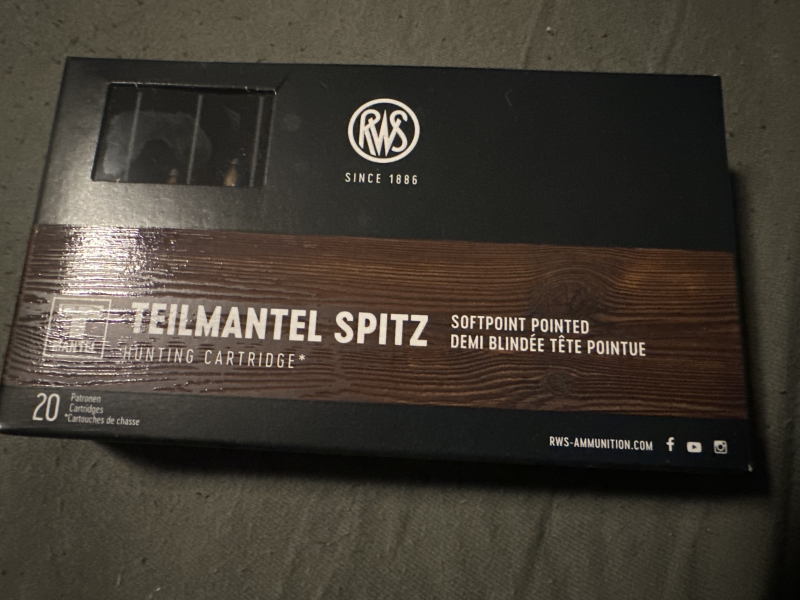 RWS
SINCE 1886
T
MANTEL
TEILMANTEL SPITZ
HUNTING CARTRIDGE*
SOFTPOINT POINTED
DEMI BLINDÉE TÊTE POINTUE
20
Patronen
Cartridges
*Cartouches de chasse
RWS-AMMUNITION.COM